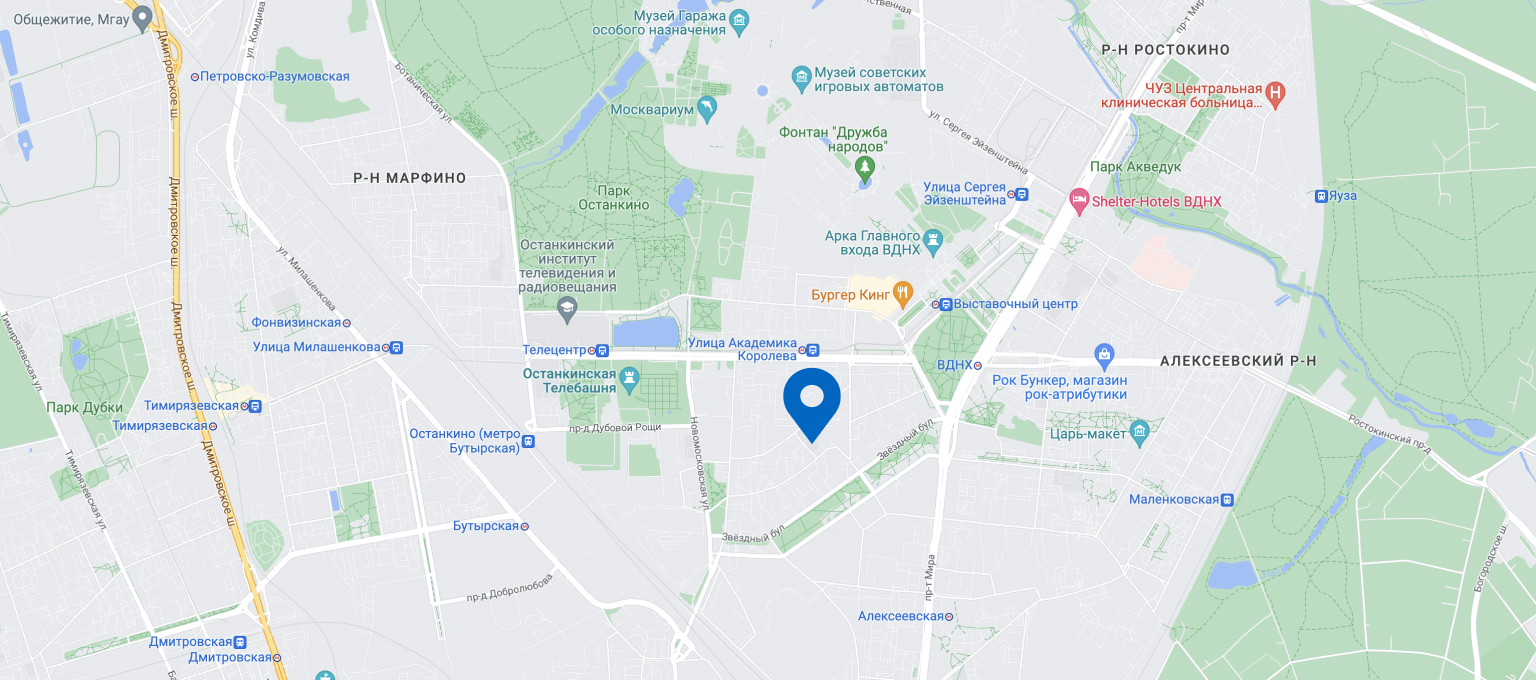 Общежитие, Мгау
Музей Гаража
особого назначения
ул. Комдива
пр-т Мира
Р-Н РОСТОКИНО
Петровско-Разумовская
Дмитровское ш.
Ботаническая ул.
Музей советских
игровых автоматов
ЧУЗ Центральная
клиническая больница...
Москвариум
ул. Сергея Эйзенштейна
Фонтан "Дружба
народов"
Парк Акведук
Р-Н МАРФИНО
Дмитровское ш.
Парк
Останкино
Улица Сергея
Эйзенштейна
Shelter-Hotels ВДНХ
Яуза
Останкинский
институт
телевидения и
радиовещания
Арка Главного
входа ВДНХ
ул. Милашенкова
Бургер Кинг
Выставочный центр
Тимирязевская ул.
Дмитровское ш.
Фонвизинская
Улица Милашенкова
Телецентр
Улица Академика
Королева
ВДНХ
АЛЕКСЕЕВСКИЙ Р-Н
Останкинская
Телебашня
Рок Бункер, магазин
рок-атрибутики
Парк Дубки
Тимирязевская
Тимирязевская
Останкино (метро
Бутырская)
пр-д Дубовой Рощи
Новомосковская ул.
Звёздный бул.
Царь-макет
Ростокинский пр-д
Тимирязевская ул.
Дмитровское ш.
Маленковская
Бутырская
Звёздный бул.
пр-д Добролюбова
пр-т Мира
Богородское ш.
Алексеевская
Дмитровская
Дмитровская